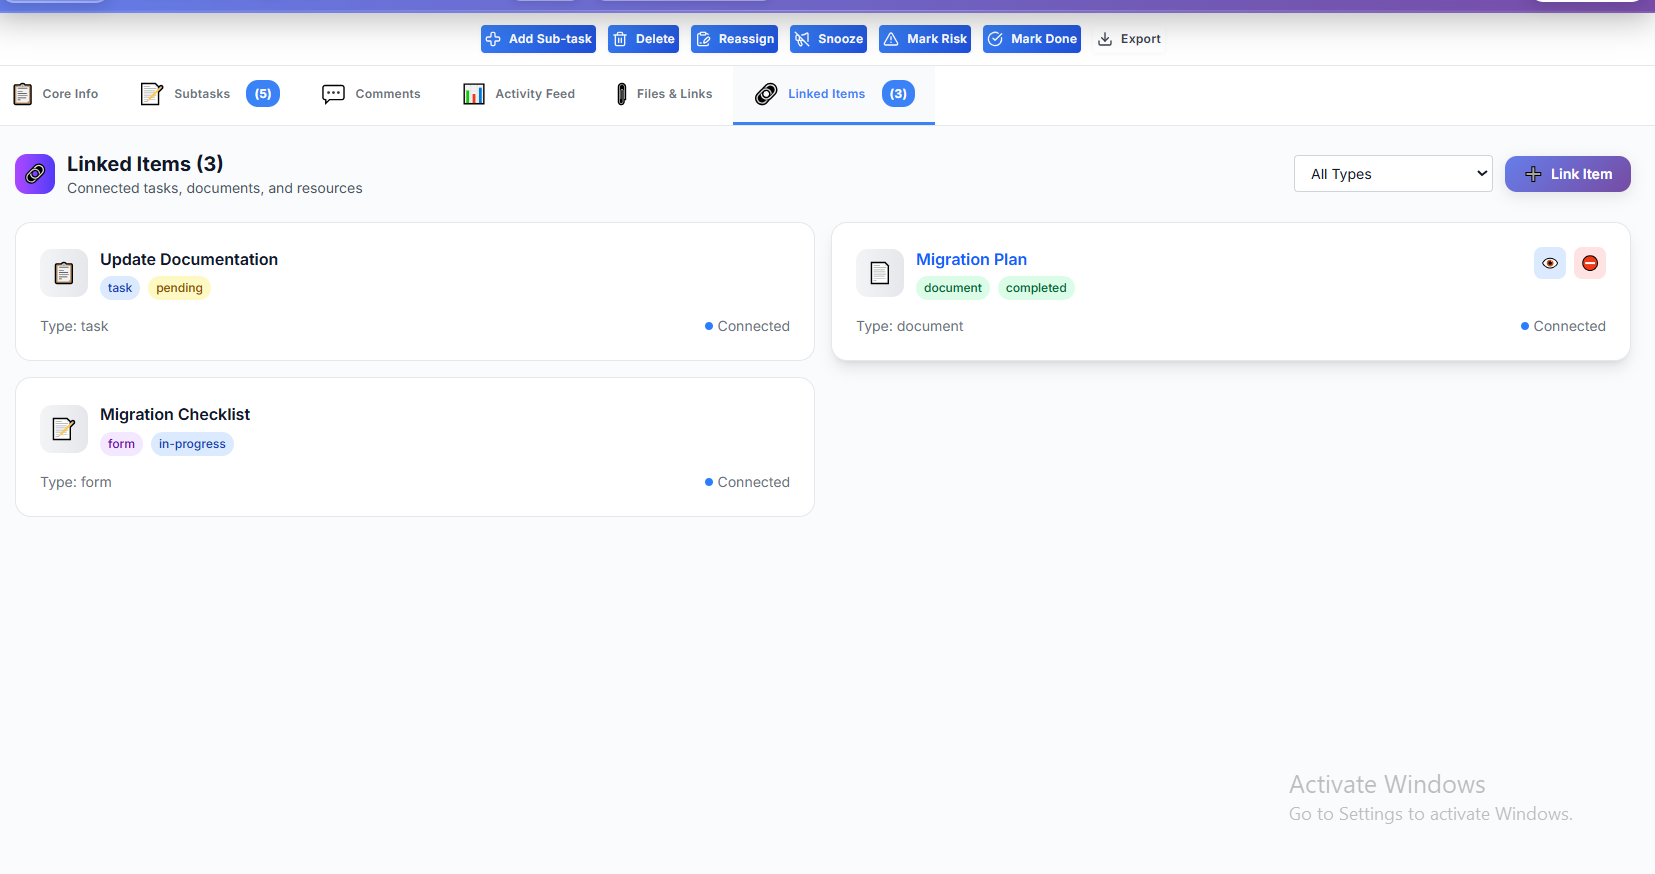 Add Sub-task Delete Reassign Snooze Mark Risk Mark Done Export
Core Info Subtasks (5) Comments Activity Feed Files & Links Linked Items (3)
Linked Items (3)
Connected tasks, documents, and resources
All Types
Link Item
Update Documentation
task pending
Type: task
Connected
Migration Plan
document completed
Type: document
Connected
Migration Checklist
form in-progress
Type: form
Connected
Activate Windows
Go to Settings to activate Windows.